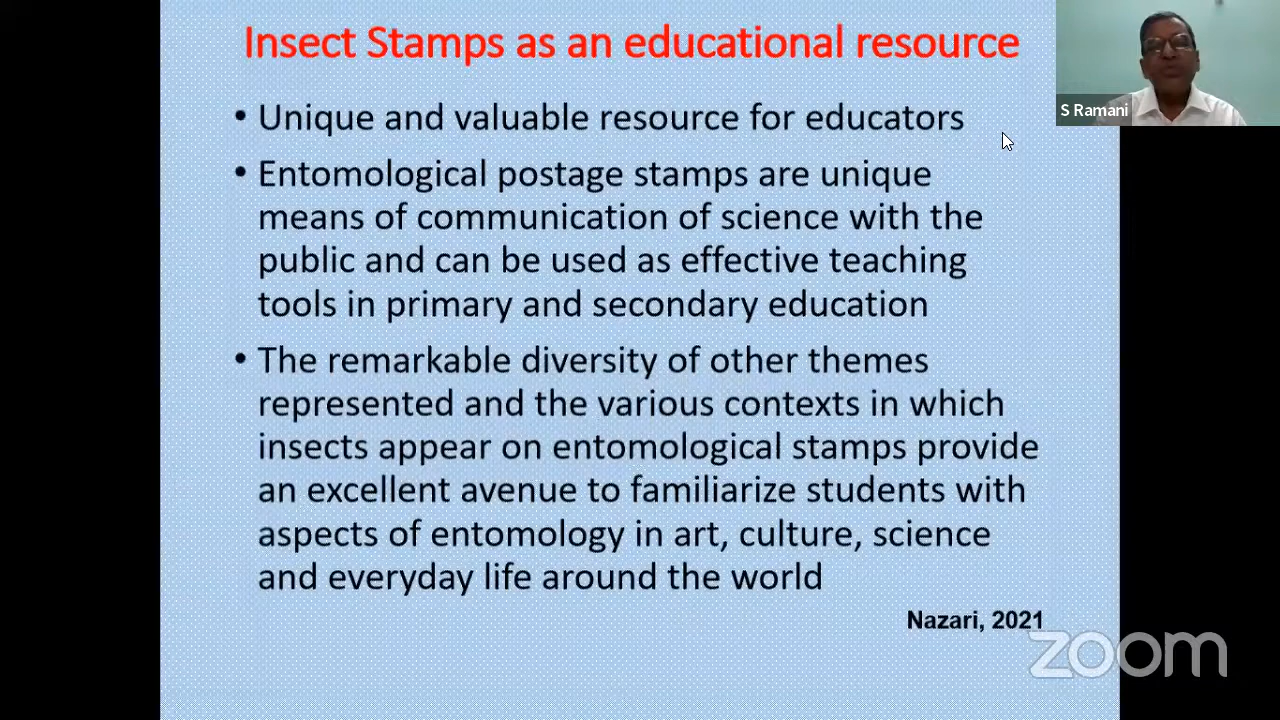 Insect Stamps as an educational resource
S Ramani
• Unique and valuable resource for educators
• Entomological postage stamps are unique
means of communication of science with the
public and can be used as effective teaching
tools in primary and secondary education
• The remarkable diversity of other themes
represented and the various contexts in which
insects appear on entomological stamps provide
an excellent avenue to familiarize students with
aspects of entomology in art, culture, science
and everyday life around the world
Nazari, 2021
zoom